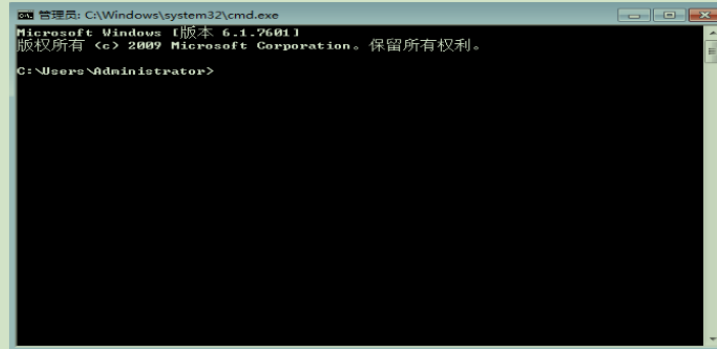 管理员: C:\Windows\system32\cmd.exe
Microsoft Windows [版本 6.1.7601]
版权所有 <c> 2009 Microsoft Corporation。保留所有权利。
C:\Users\Administrator>